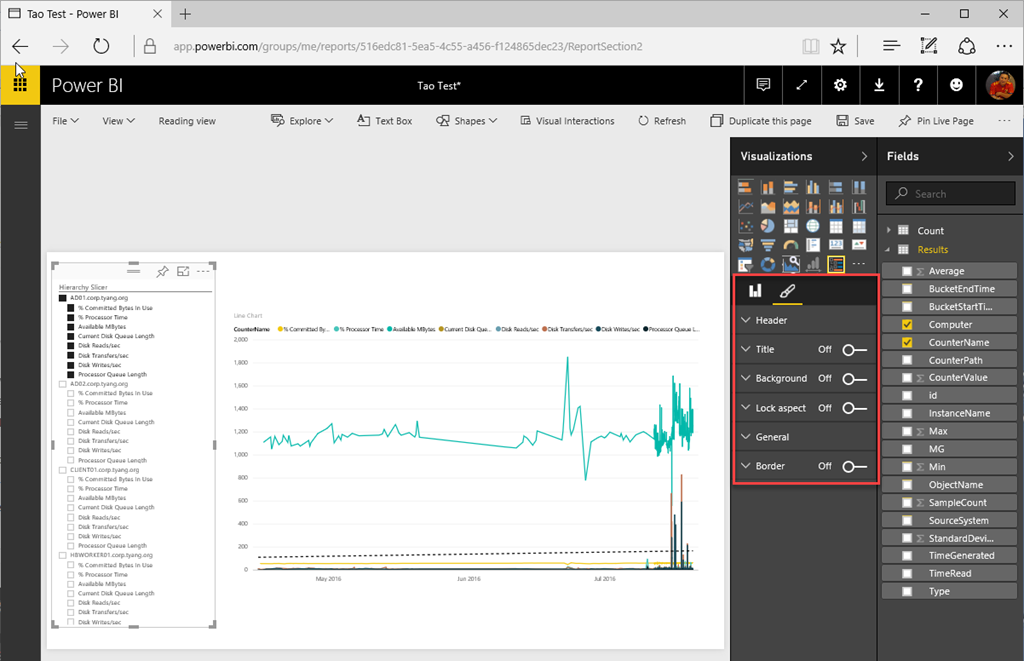 Tao Test - Power BI
app.powerbi.com/groups/me/reports/516edc81-5ea5-4c55-a456-f124865dec23/ReportSection2
Power BI
Tao Test*
File View Reading view Explore Text Box Shapes Visual Interactions Refresh Duplicate this page Save Pin Live Page
Hierarchy Slicer
AD01.corp.tyang.org
% Committed Bytes In Use
% Processor Time
Available MBytes
Current Disk Queue Length
Disk Reads/sec
Disk Transfers/sec
Disk Writes/sec
Processor Queue Length
AD02.corp.tyang.org
% Committed Bytes In Use
% Processor Time
Available MBytes
Current Disk Queue Length
Disk Reads/sec
Disk Transfers/sec
Disk Writes/sec
Processor Queue Length
CLIENT01.corp.tyang.org
% Committed Bytes In Use
% Processor Time
Available MBytes
Current Disk Queue Length
Disk Reads/sec
Disk Transfers/sec
Disk Writes/sec
Processor Queue Length
HBWORKER01.corp.tyang.org
% Committed Bytes In Use
% Processor Time
Available MBytes
Current Disk Queue Length
Disk Reads/sec
Disk Transfers/sec
Disk Writes/sec
Line Chart
CounterName % Committed By... % Processor Time Available MBytes Current Disk Que... Disk Reads/sec Disk Transfers/sec Disk Writes/sec Processor Queue L...
2,000
1,800
1,600
1,400
1,200
1,000
800
600
400
200
0
May 2016 Jun 2016 Jul 2016
Visualizations
Header
Title Off
Background Off
Lock aspect Off
General
Border Off
Fields
Search
Count
Results
Average
BucketEndTime
BucketStartTi...
Computer
CounterName
CounterPath
CounterValue
id
InstanceName
Max
MG
Min
ObjectName
SampleCount
SourceSystem
StandardDevi...
TimeGenerated
TimeRead
Type